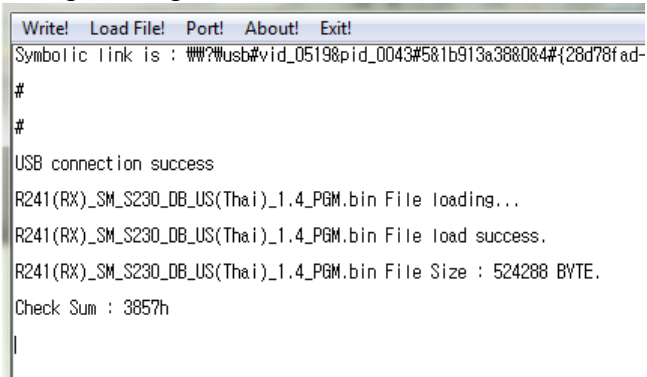 Write! Load File! Port! About! Exit!
Symbolic link is : ₩₩?₩usb#vid_0519&pid_0043#5&1b913a38&0&4#{28d78fad-
#
#
USB connection success
R241(RX)_SM_S230_DB_US(Thai)_1.4_PGM.bin File loading...
R241(RX)_SM_S230_DB_US(Thai)_1.4_PGM.bin File load success.
R241(RX)_SM_S230_DB_US(Thai)_1.4_PGM.bin File Size : 524288 BYTE.
Check Sum : 3857h